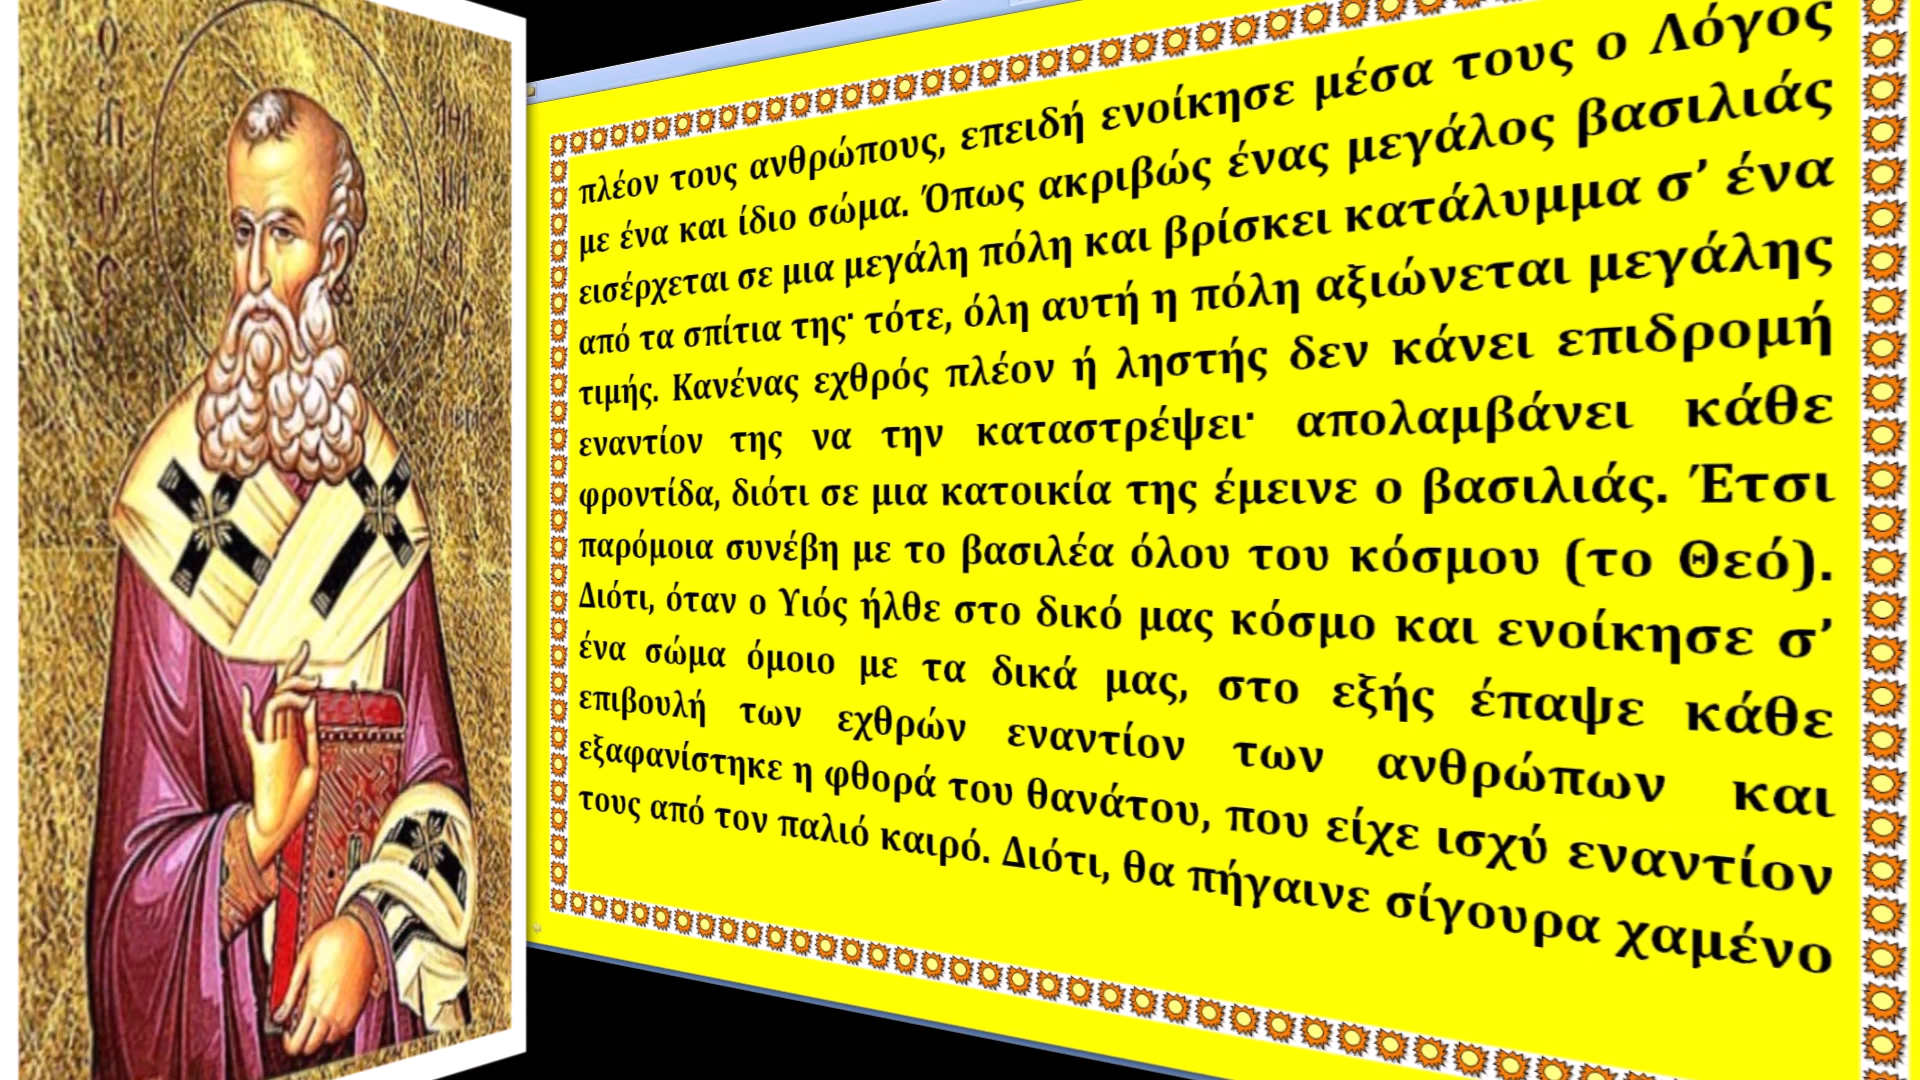 πλέον τους ανθρώπους, επειδή ενοίκησε μέσα τους ο Λόγος
με ένα και ίδιο σώμα. Όπως ακριβώς ένας μεγάλος βασιλιάς
εισέρχεται σε μια μεγάλη πόλη και βρίσκει κατάλυμμα σ’ ένα
από τα σπίτια της· τότε, όλη αυτή η πόλη αξιώνεται μεγάλης
τιμής. Κανένας εχθρός πλέον ή ληστής δεν κάνει επιδρομή
εναντίον της να την καταστρέψει· απολαμβάνει κάθε
φροντίδα, διότι σε μια κατοικία της έμεινε ο βασιλιάς. Έτσι
παρόμοια συνέβη με το βασιλέα όλου του κόσμου (το Θεό).
Διότι, όταν ο Υιός ήλθε στο δικό μας κόσμο και ενοίκησε σ’
ένα σώμα όμοιο με τα δικά μας, στο εξής έπαψε κάθε
επιβουλή των εχθρών εναντίον των ανθρώπων και
εξαφανίστηκε η φθορά του θανάτου, που είχε ισχύ εναντίον
τους από τον παλιό καιρό. Διότι, θα πήγαινε σίγουρα χαμένο